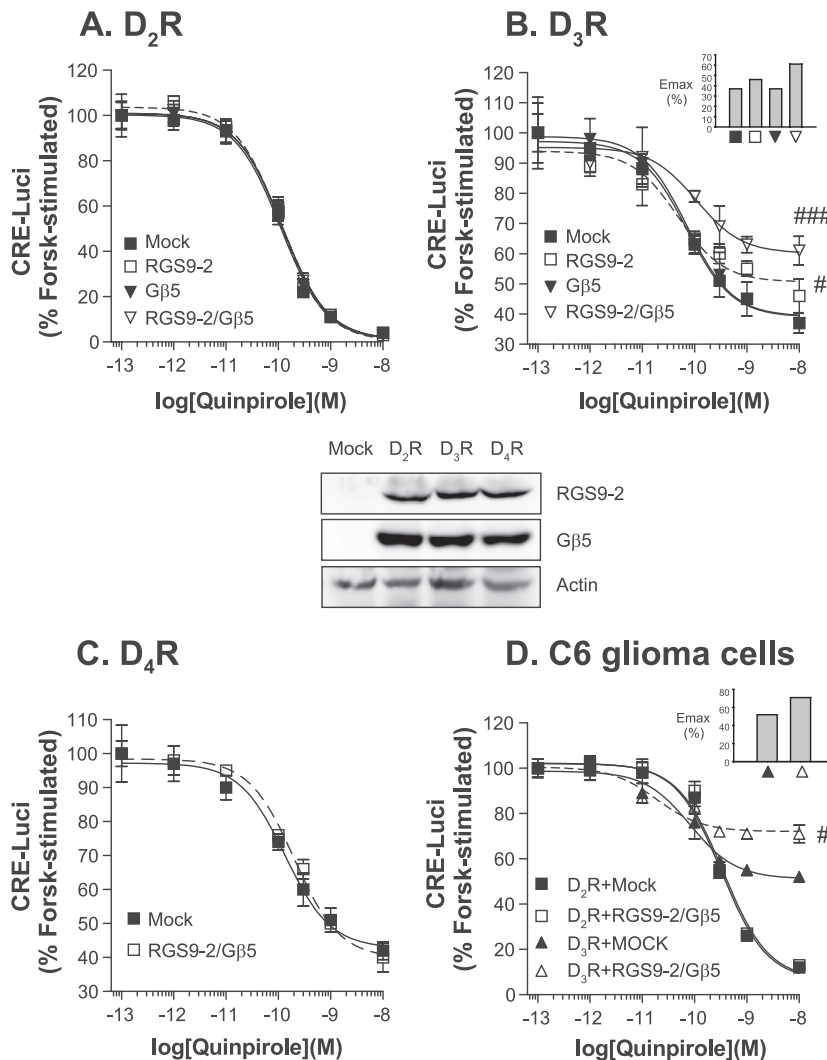 A. D₂R
CRE-Luci
(% Forsk-stimulated)
120
100
80
60
40
20
0
Mock
RGS9-2
Gβ5
RGS9-2/Gβ5
-13 -12 -11 -10 -9 -8
log[Quinpirole](M)
B. D₃R
Emax
(%)
70
60
50
40
30
20
10
0
CRE-Luci
(% Forsk-stimulated)
120
110
100
90
80
70
60
50
40
30
###
#
Mock
RGS9-2
Gβ5
RGS9-2/Gβ5
-13 -12 -11 -10 -9 -8
log[Quinpirole](M)
Mock D₂R D₃R D₄R
RGS9-2
Gβ5
Actin
C. D₄R
CRE-Luci
(% Forsk-stimulated)
110
100
90
80
70
60
50
40
30
Mock
RGS9-2/Gβ5
-13 -12 -11 -10 -9 -8
log[Quinpirole](M)
D. C6 glioma cells
Emax
(%)
80
60
40
20
0
CRE-Luci
(% Forsk-stimulated)
120
100
80
60
40
20
0
#
D₂R+Mock
D₂R+RGS9-2/Gβ5
D₃R+MOCK
D₃R+RGS9-2/Gβ5
-13 -12 -11 -10 -9 -8
log[Quinpirole](M)